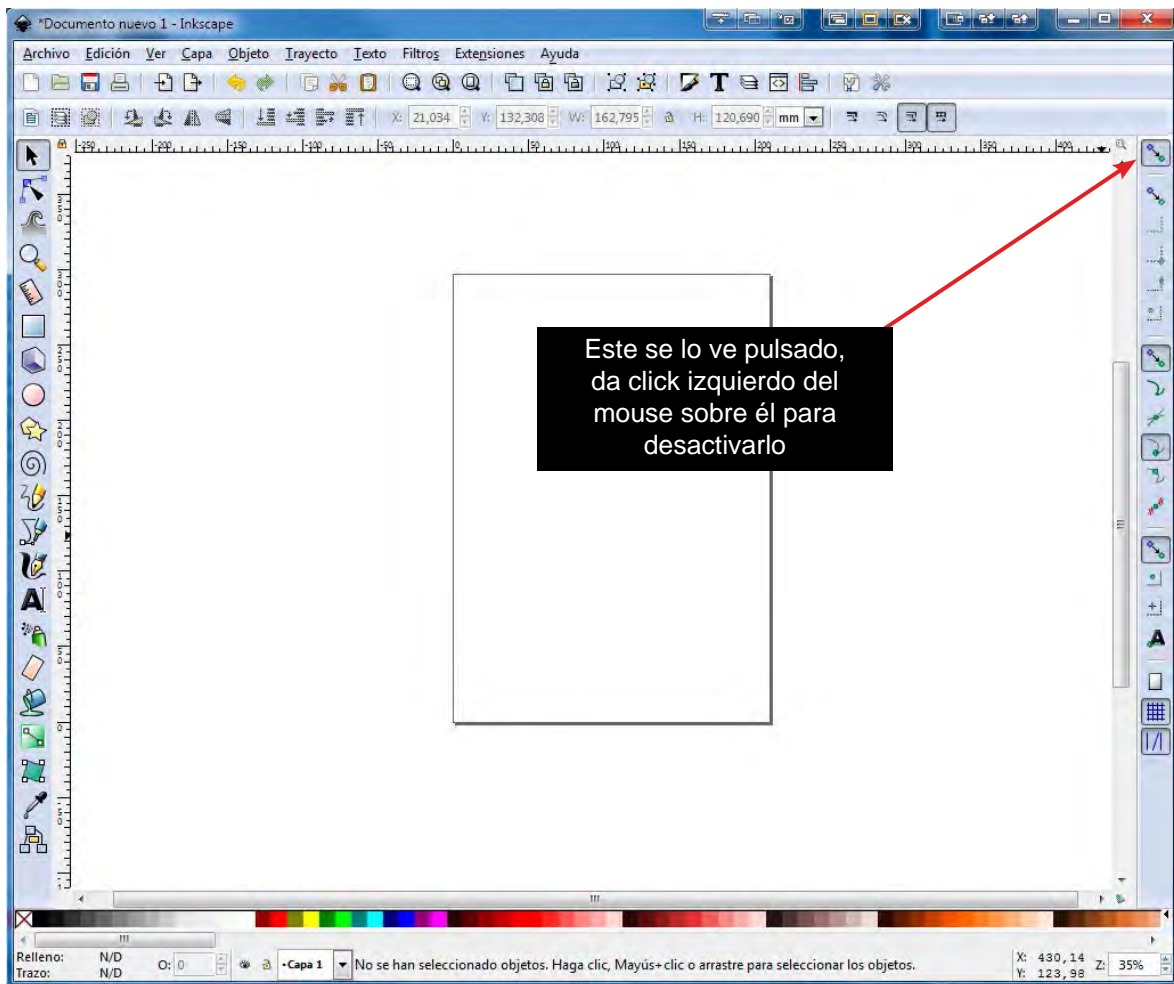 *Documento nuevo 1 - Inkscape
Archivo Edición Ver Capa Objeto Trayecto Texto Filtros Extensiones Ayuda
X: 21,034 Y: 132,308 W: 162,795 H: 120,690 mm
Este se lo ve pulsado,
da click izquierdo del
mouse sobre él para
desactivarlo
Relleno: N/D O: 0 Capa 1 No se han seleccionado objetos. Haga clic, Mayús+clic o arrastre para seleccionar los objetos. X: 430,14 Z: 35%
Trazo: N/D Y: 123,98